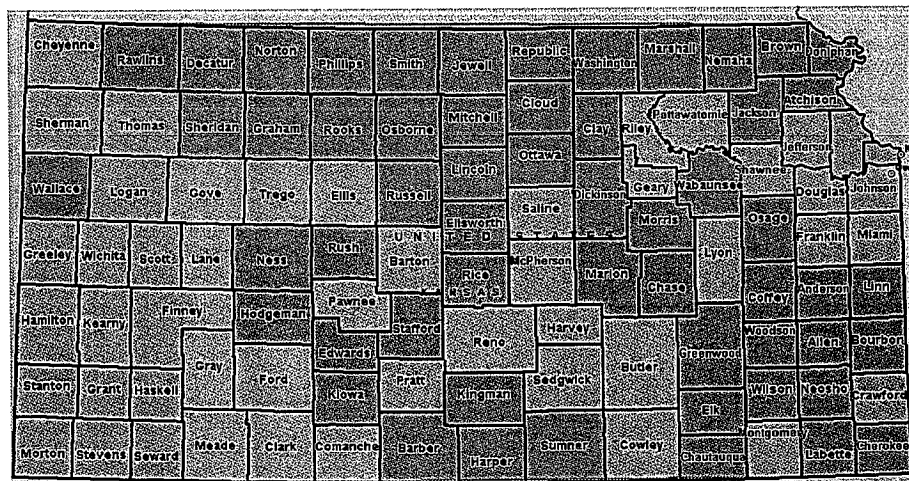 Cheyenne Rawlins Decatur Norton Phillips Smith Jewell Republic Washington Marshall Nemaha Brown Doniphan
Sherman Thomas Sheridan Graham Rooks Osborne Mitchell Cloud Clay Riley Pottawatomie Jackson Atchison
Jefferson
Lincoln Ottawa
Wallace Logan Gove Trego Ellis Russell Saline Dickinson Geary Wabaunsee Shawnee Douglas Johnson
Ellsworth Morris Osage
UNITED STATES
Greeley Wichita Scott Lane Ness Rush Barton Rice McPherson Marion Chase Lyon Franklin Miami
NSAS
Hamilton Kearny Finney Hodgeman Pawnee Stafford Reno Harvey Coffey Anderson Linn
Gray Edwards Butler Greenwood Woodson Allen Bourbon
Stanton Grant Haskell Ford Kiowa Pratt Kingman Sedgwick Elk Wilson Neosho Crawford
Morton Stevens Seward Meade Clark Comanche Barber Harper Sumner Cowley Chautauqua ontgomer Labette Cherokee